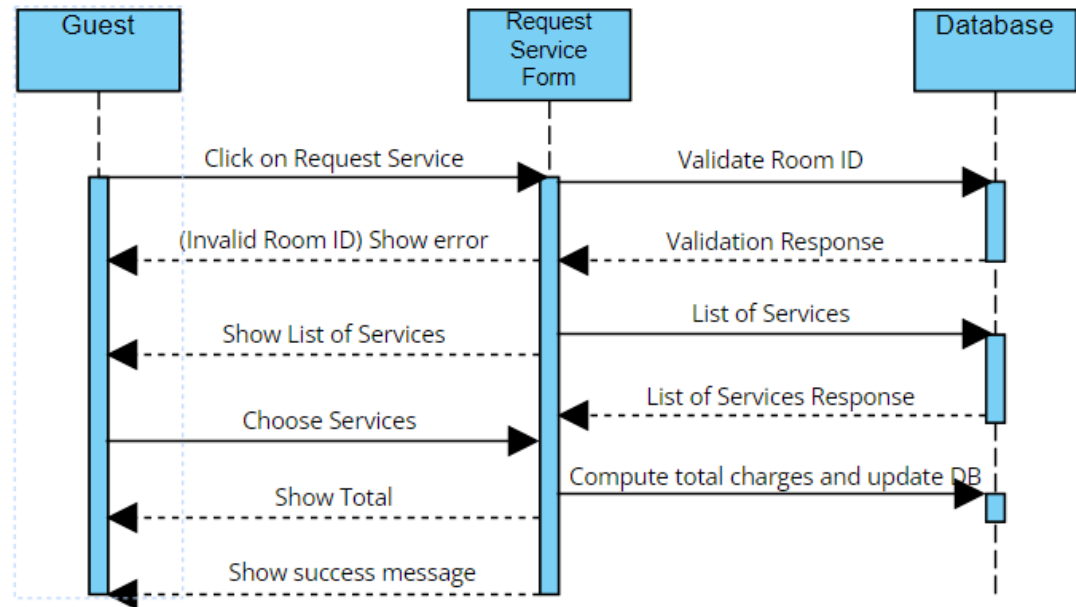 Guest
Request
Service
Form
Database
Click on Request Service
Validate Room ID
(Invalid Room ID) Show error
Validation Response
List of Services
Show List of Services
List of Services Response
Choose Services
Compute total charges and update DB
Show Total
Show success message